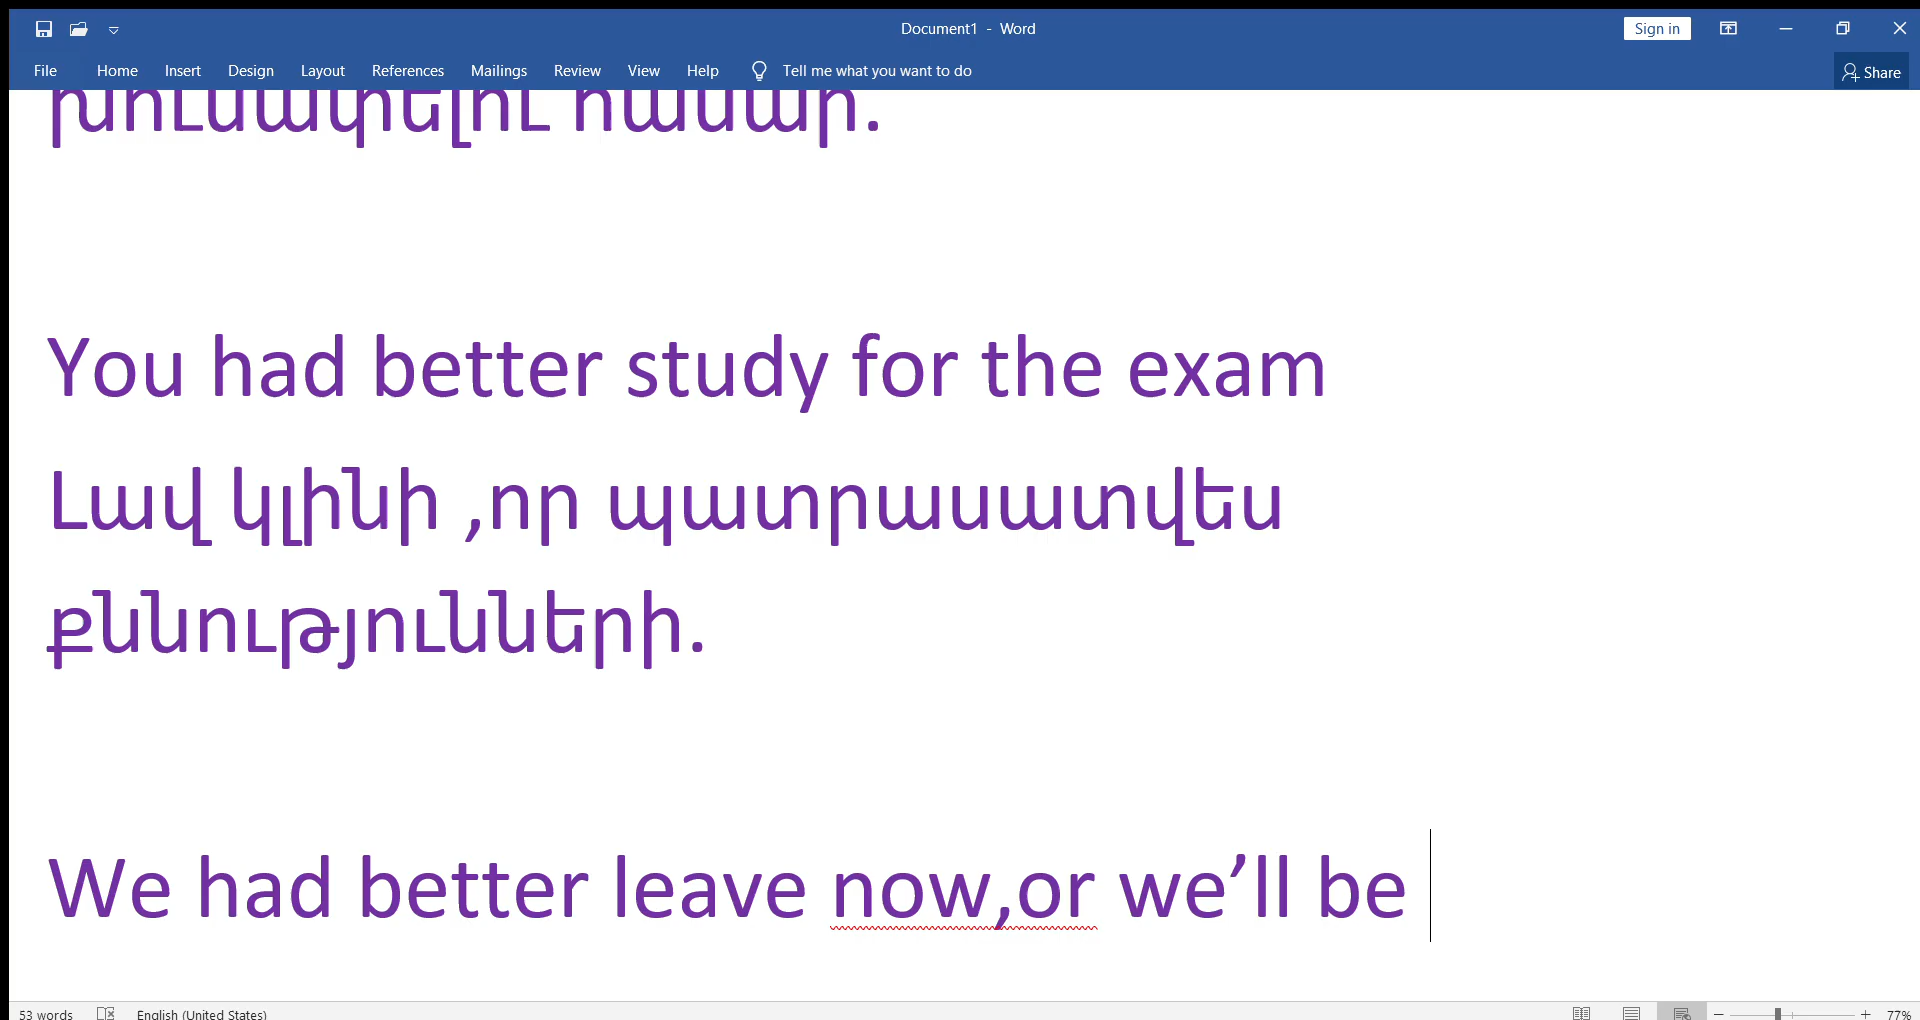 Document1 - Word
Sign in
File Home Insert Design Layout References Mailings Review View Help Tell me what you want to do
Share
խուսափելու համար.
You had better study for the exam
Լավ կլինի ,որ պատրաստվես
քննությունների.
We had better leave now,or we’ll be
53 words English (United States) 77%